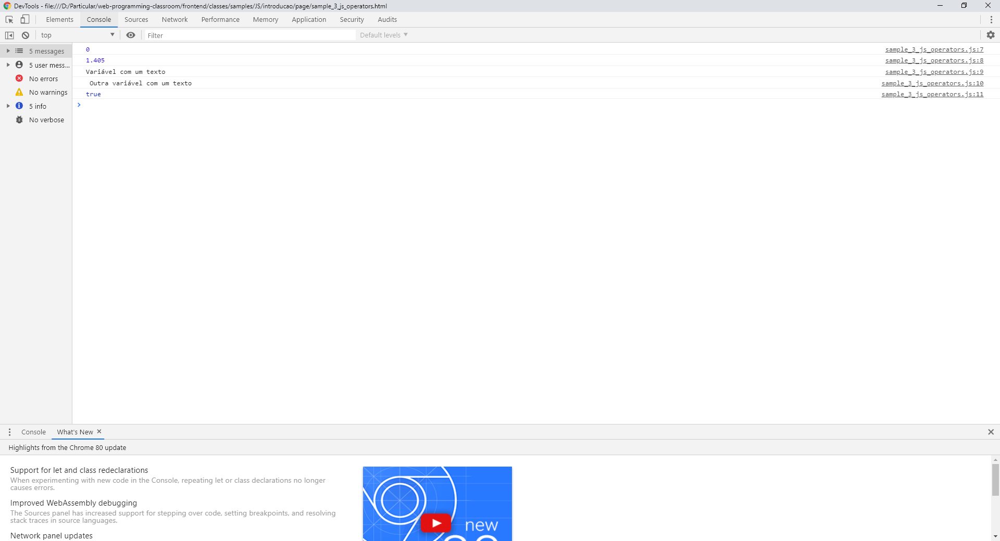 DevTools - file:///D:/Particular/web-programming-classroom/frontend/classes/samples/JS/introducao/page/sample_3_js_operators.html
Elements Console Sources Network Performance Memory Application Security Audits
top Filter Default levels
5 messages
5 user mess...
No errors
No warnings
5 info
No verbose
0 sample_3_js_operators.js:7
1.405 sample_3_js_operators.js:8
Variável com um texto sample_3_js_operators.js:9
Outra variável com um texto sample_3_js_operators.js:10
true sample_3_js_operators.js:11
Console What's New
Highlights from the Chrome 80 update
Support for let and class redeclarations
When experimenting with new code in the Console, repeating let or class declarations no longer
causes errors.
Improved WebAssembly debugging
The Sources panel has increased support for stepping over code, setting breakpoints, and resolving
stack traces in source languages.
Network panel updates
new